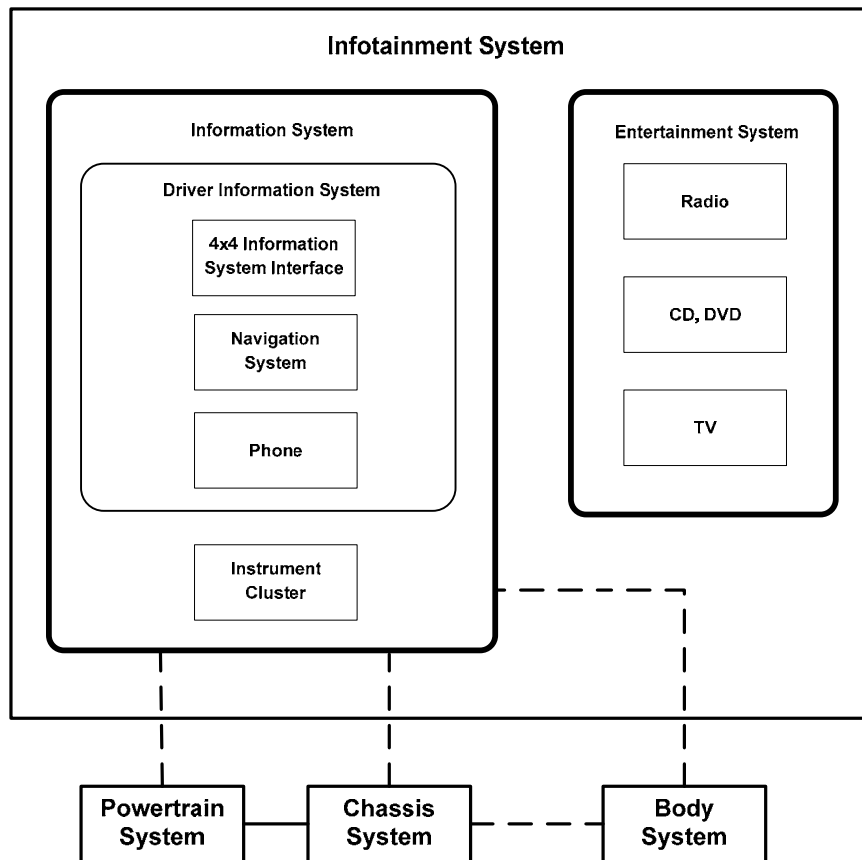 Infotainment System
Information System
Driver Information System
4x4 Information
System Interface
Navigation
System
Phone
Instrument
Cluster
Entertainment System
Radio
CD, DVD
TV
Powertrain
System
Chassis
System
Body
System